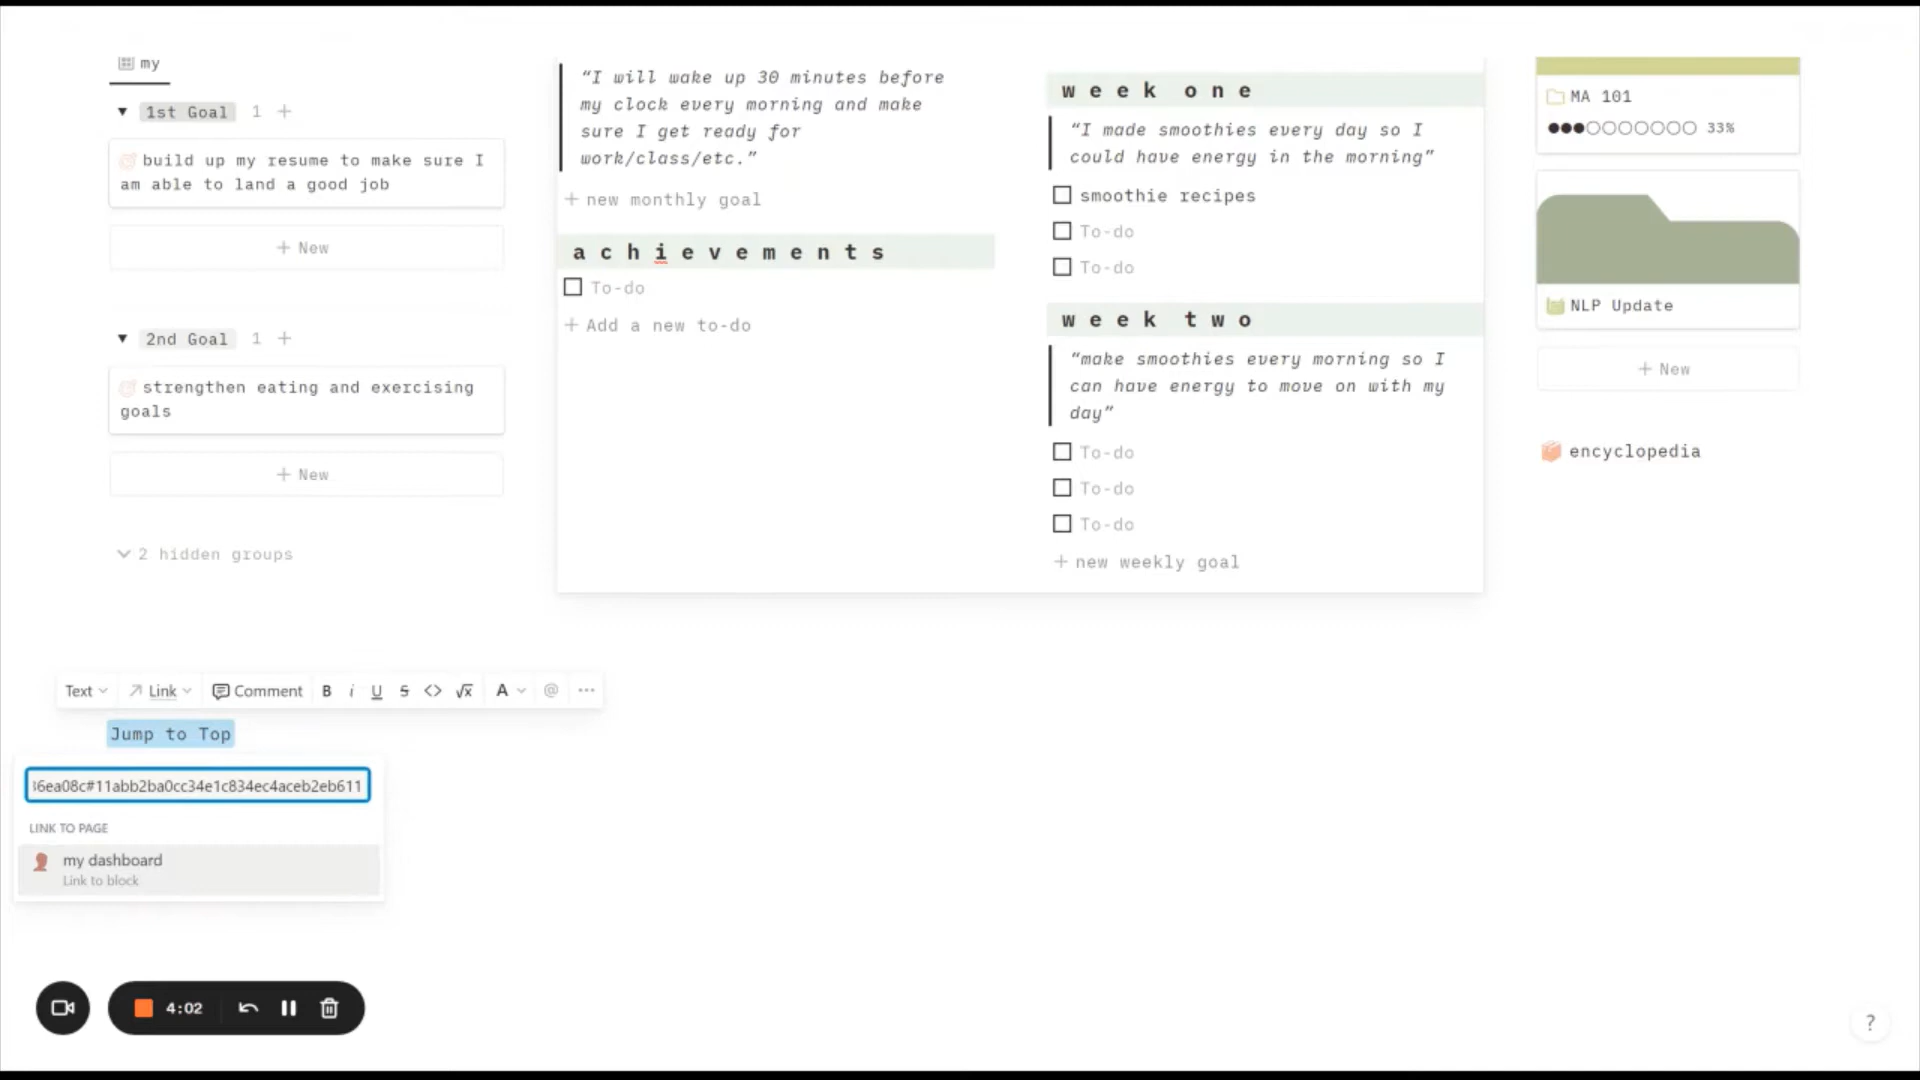 my
1st Goal 1 +
build up my resume to make sure I
am able to land a good job
+ New
2nd Goal 1 +
strengthen eating and exercising
goals
+ New
2 hidden groups
“I will wake up 30 minutes before
my clock every morning and make
sure I get ready for
work/class/etc.”
+ new monthly goal
achievements
To-do
+ Add a new to-do
week one
“I made smoothies every day so I
could have energy in the morning”
smoothie recipes
To-do
To-do
week two
“make smoothies every morning so I
can have energy to move on with my
day”
To-do
To-do
To-do
+ new weekly goal
MA 101
●●●○○○○○○○ 33%
NLP Update
+ New
encyclopedia
Text Link Comment B i U S <> √x A @ ...
Jump to Top
6ea08c#11abb2ba0cc34e1c834ec4aceb2eb611
LINK TO PAGE
my dashboard
Link to block
4:02
?